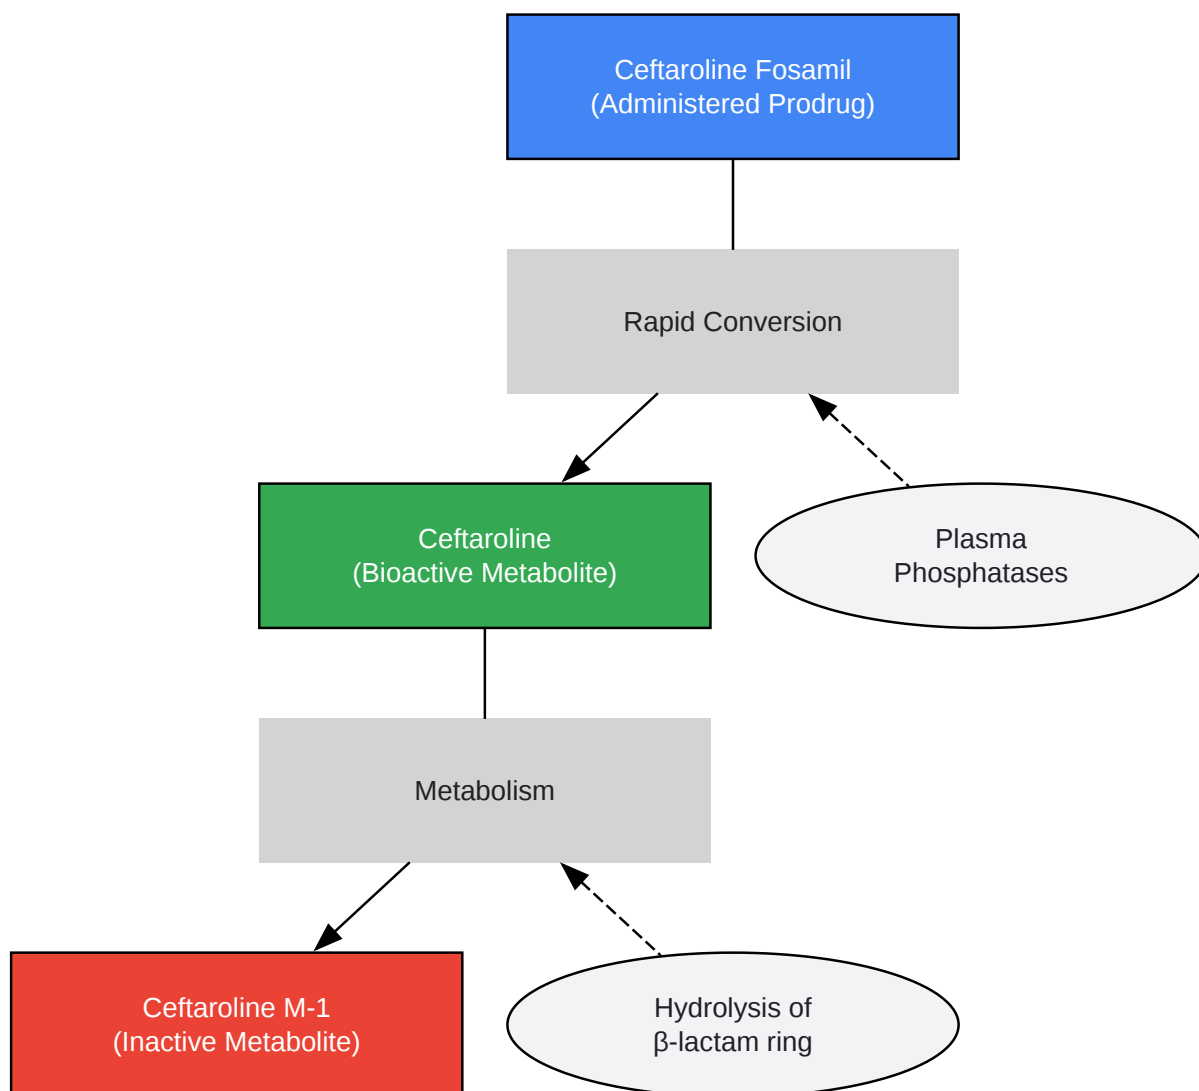 Ceftaroline Fosamil
(Administered Prodrug)
Rapid Conversion
Ceftaroline
(Bioactive Metabolite)
Plasma
Phosphatases
Metabolism
Ceftaroline M-1
(Inactive Metabolite)
Hydrolysis of
β-lactam ring